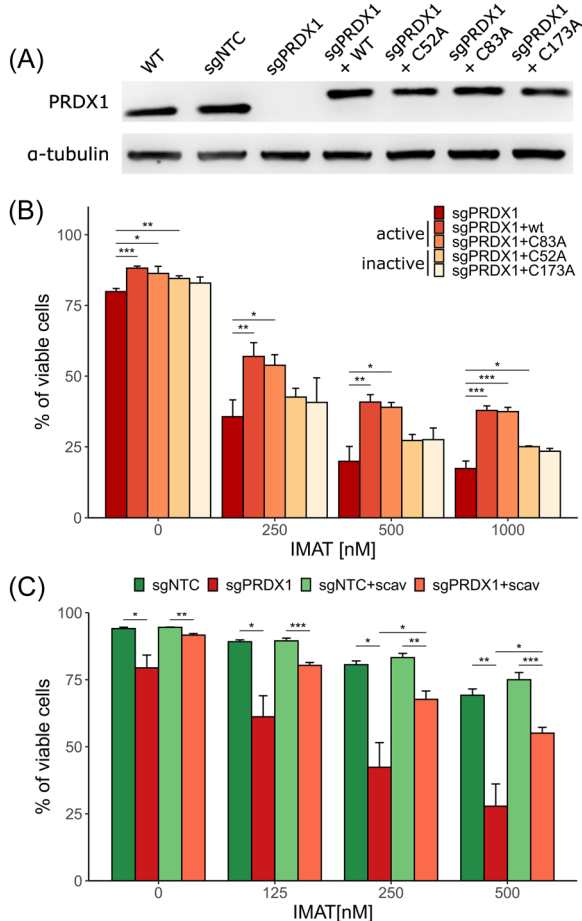 (A)
WT
sgNTC
sgPRDX1
sgPRDX1
+ WT
sgPRDX1
+ C52A
sgPRDX1
+ C83A
sgPRDX1
+ C173A
PRDX1
α-tubulin
(B)
sgPRDX1
active
sgPRDX1+wt
sgPRDX1+C83A
inactive
sgPRDX1+C52A
sgPRDX1+C173A
% of viable cells
100
75
50
25
0
**
*
***
*
**
*
**
*
***
***
0
250
500
1000
IMAT [nM]
(C)
sgNTC
sgPRDX1
sgNTC+scav
sgPRDX1+scav
% of viable cells
100
75
50
25
0
*
**
*
***
*
*
**
*
**
***
0
125
250
500
IMAT[nM]